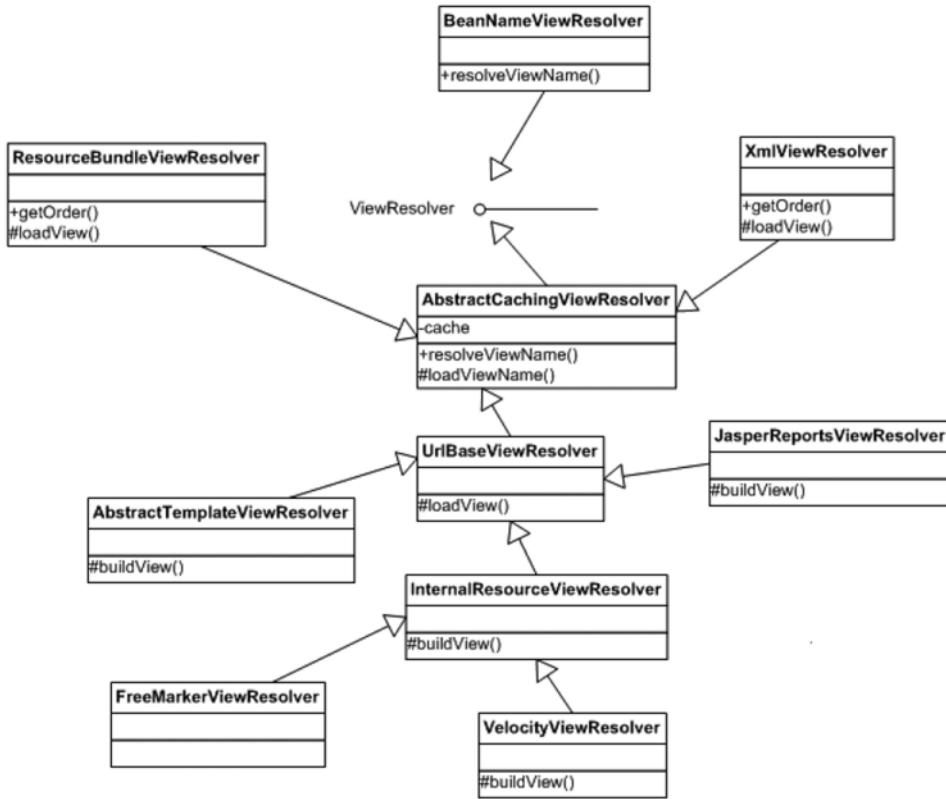 BeanNameViewResolver
+resolveViewName()
ResourceBundleViewResolver
+getOrder()
#loadView()
XmlViewResolver
+getOrder()
#loadView()
ViewResolver
AbstractCachingViewResolver
-cache
+resolveViewName()
#loadViewName()
UrlBaseViewResolver
#loadView()
JasperReportsViewResolver
#buildView()
AbstractTemplateViewResolver
#buildView()
InternalResourceViewResolver
#buildView()
FreeMarkerViewResolver
VelocityViewResolver
#buildView()